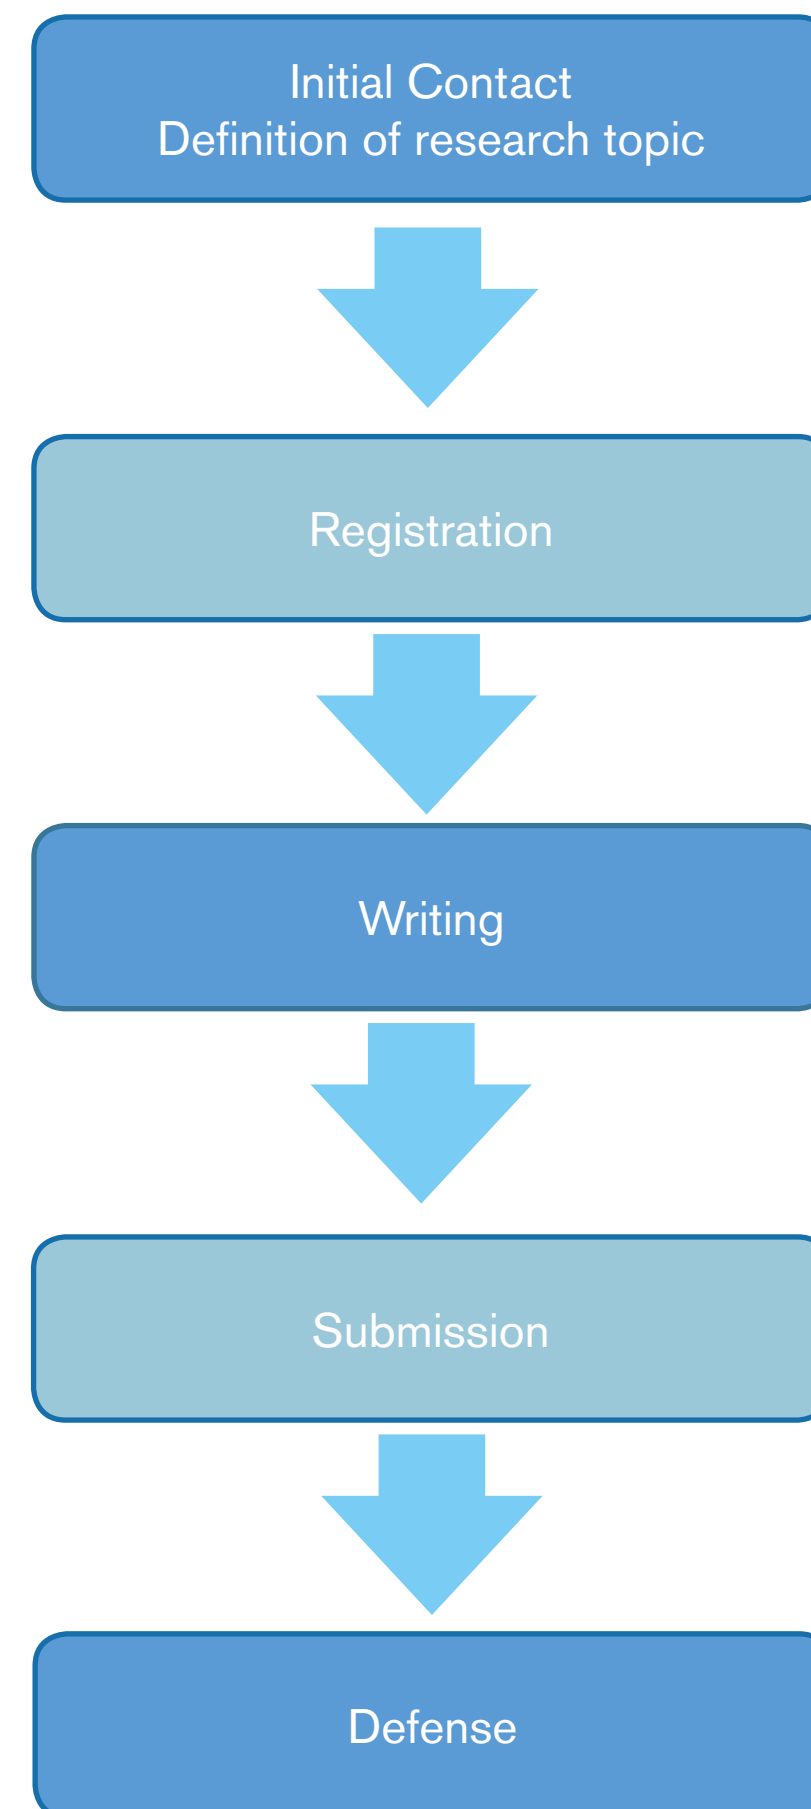 Initial Contact
Definition of research topic
Registration
Writing
Submission
Defense